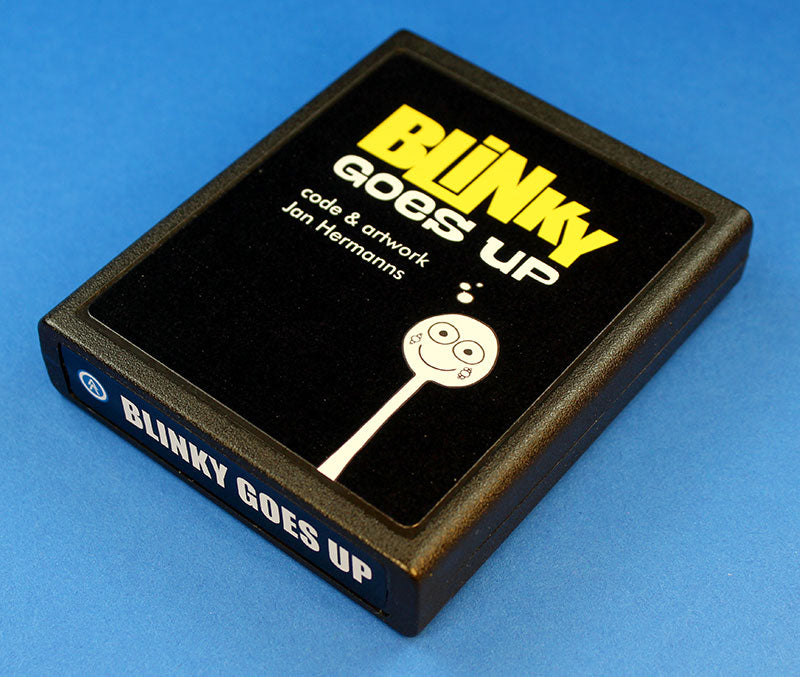 BLiNKY
GOES UP
code & artwork
Jan Hermanns
BLINKY GOES UP